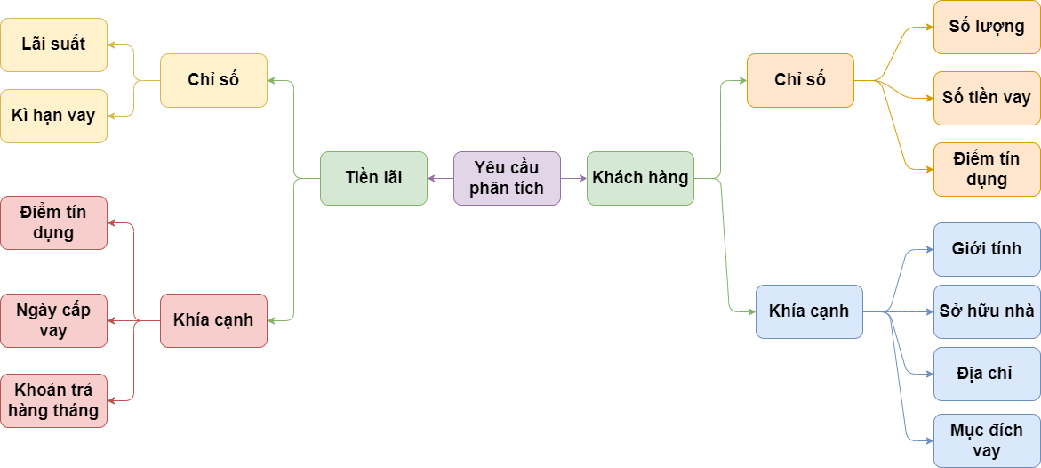 Lãi suất
Chỉ số
Kì hạn vay
Tiền lãi
Điểm tín
dụng
Ngày cấp
vay
Khoản trả
hàng tháng
Khía cạnh
Yêu cầu
phân tích
Khách hàng
Chỉ số
Số lượng
Số tiền vay
Điểm tín
dụng
Khía cạnh
Giới tính
Sở hữu nhà
Địa chỉ
Mục đích
vay